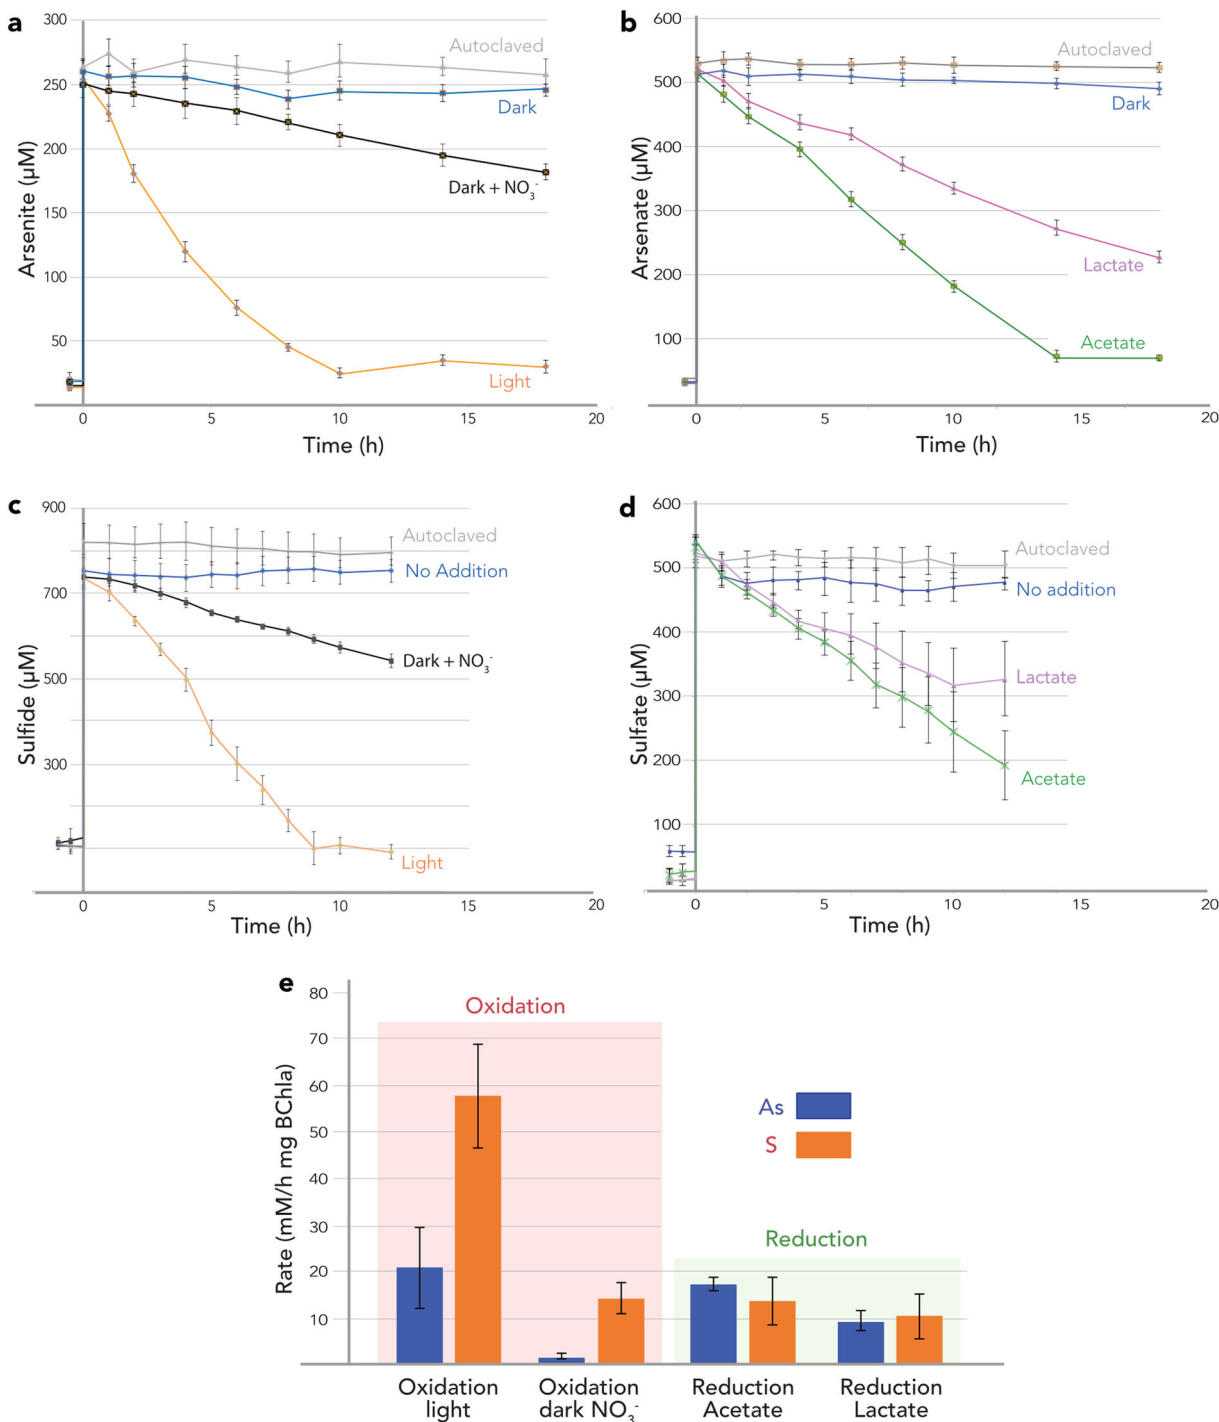 a
300
250
200
150
100
50
Arsenite (µM)
Autoclaved
Dark
Dark + NO₃⁻
Light
0
5
10
15
20
Time (h)
b
600
500
400
300
200
100
Arsenate (µM)
Autoclaved
Dark
Lactate
Acetate
0
5
10
15
20
Time (h)
c
900
700
500
300
Sulfide (µM)
Autoclaved
No Addition
Dark + NO₃⁻
Light
0
5
10
15
20
Time (h)
d
600
500
400
300
200
100
Sulfate (µM)
Autoclaved
No addition
Lactate
Acetate
0
5
10
15
20
Time (h)
e
80
70
60
50
40
30
20
10
Rate (mM/h mg BChla)
Oxidation
As
S
Reduction
Oxidation
light
Oxidation
dark NO₃⁻
Reduction
Acetate
Reduction
Lactate